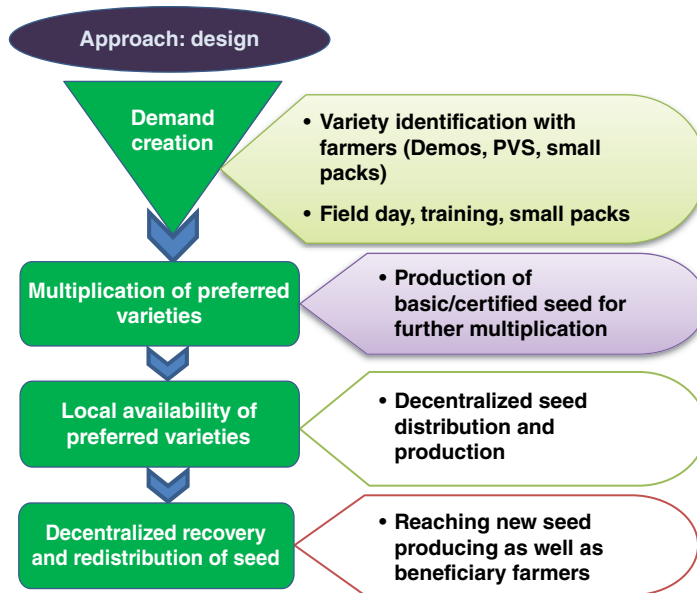 Approach: design
Demand
creation
• Variety identification with
farmers (Demos, PVS, small
packs)
• Field day, training, small packs
Multiplication of preferred
varieties
• Production of
basic/certified seed for
further multiplication
Local availability of
preferred varieties
• Decentralized seed
distribution and
production
Decentralized recovery
and redistribution of seed
• Reaching new seed
producing as well as
beneficiary farmers